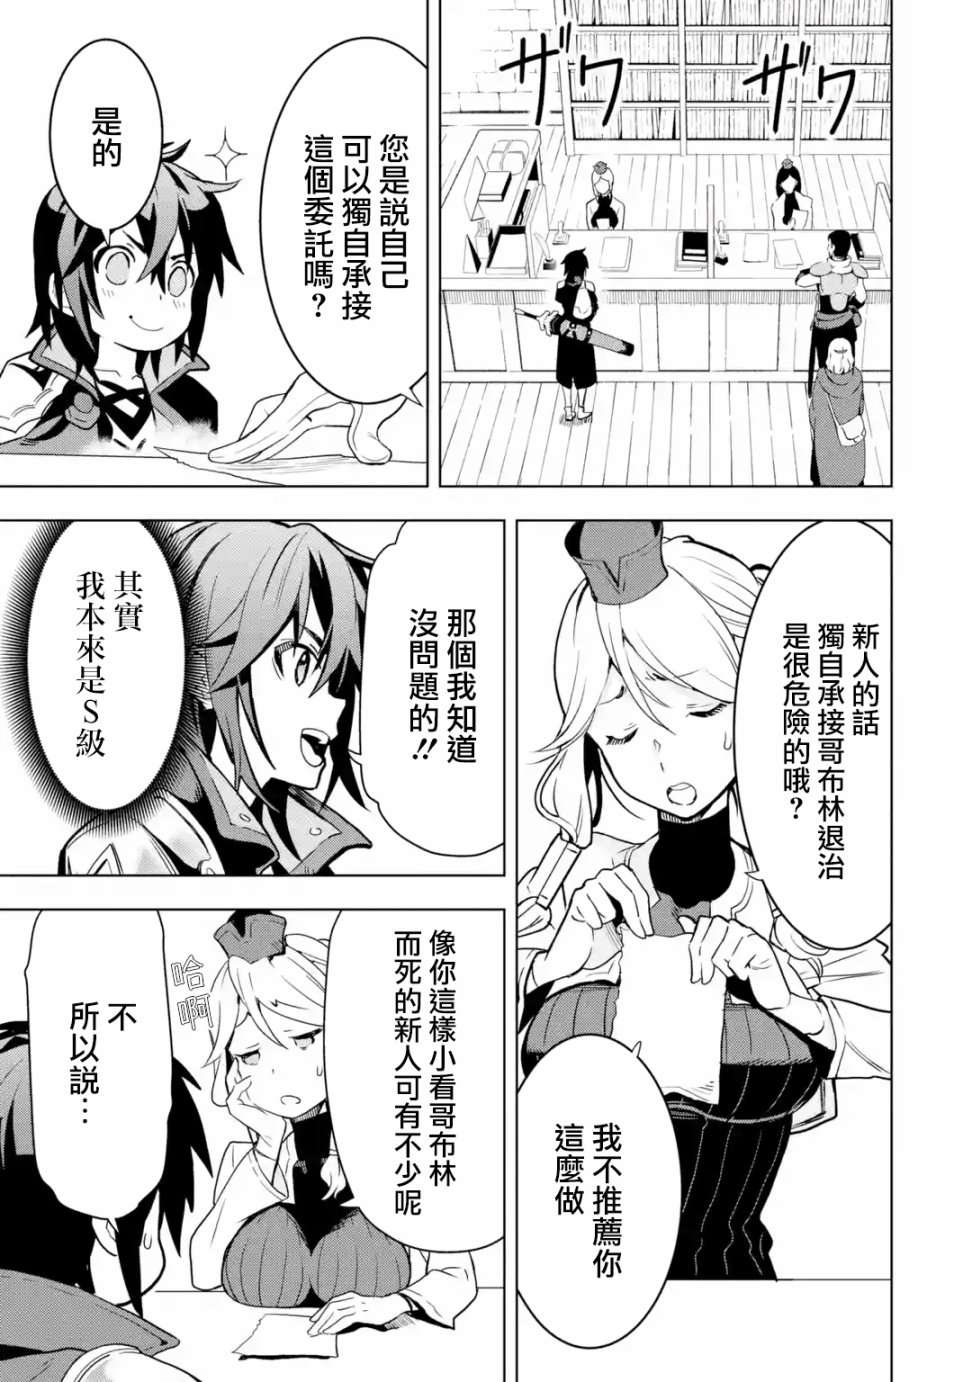 ザワ
ザワ
您是説自己
可以獨自承接
這個委託嗎？
是的
新人的話
獨自承接哥布林退治
是很危險的哦？
我不推薦你
這麼做
那個我知道
沒問題的!!
其實
我本來是S級
像你這樣小看哥布林
而死的新人可有不少呢
哈啊
不
所以說…